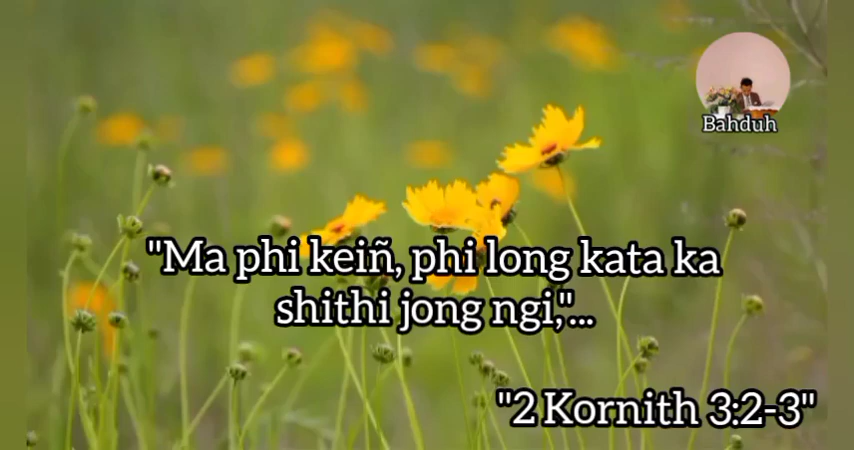 Bahduh
"Ma phi keiñ, phi long kata ka
shithi jong ngi,"...
"2 Kornith 3:2-3"